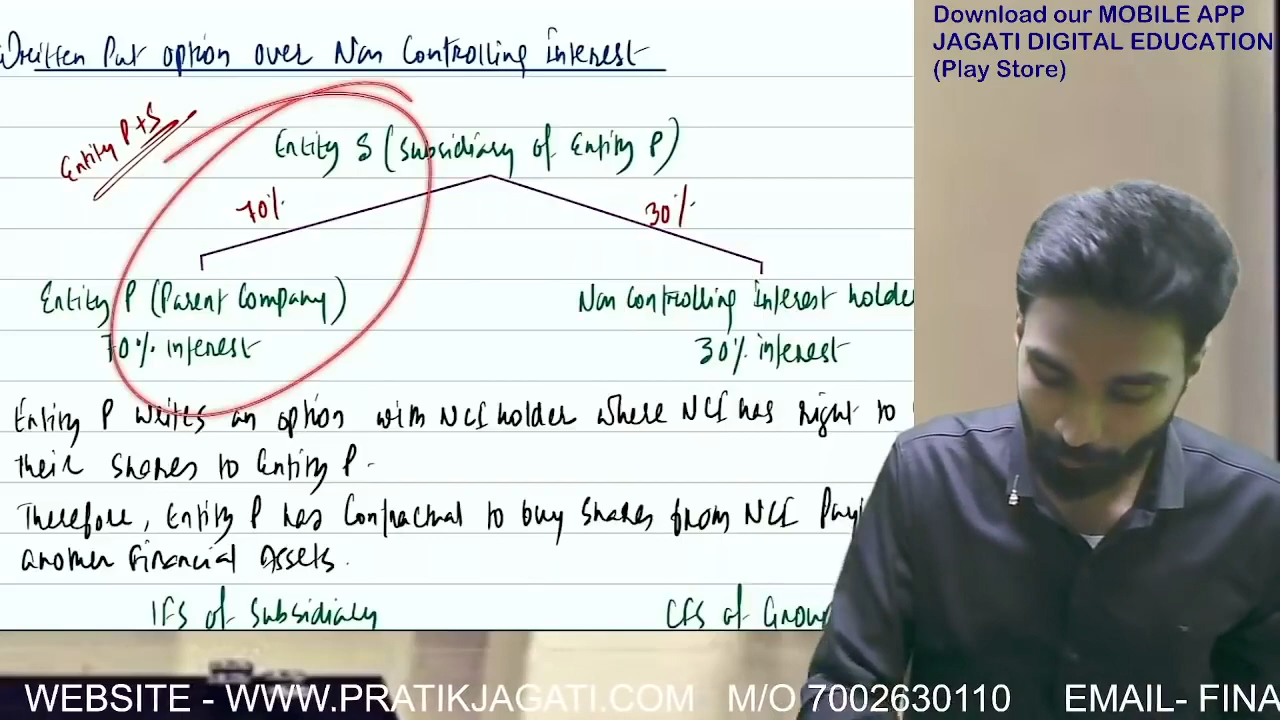 Written Put option over Non Controlling Interest
Entity P+S
Entity S (Subsidiary of Entity P)
70% 30%
Entity P (Parent Company) Non Controlling Interest holde
70% interest 30% interest
Entity P writes an option with NCI holder where NCI has right to
their shares to Entity P.
Therefore, Entity P has Contractual to buy shares from NCI Pay
another Financial Assets.
IFS of Subsidiary CFS of Grou
Download our MOBILE APP
JAGATI DIGITAL EDUCATION
(Play Store)
WEBSITE - WWW.PRATIKJAGATI.COM M/O 7002630110 EMAIL- FINA